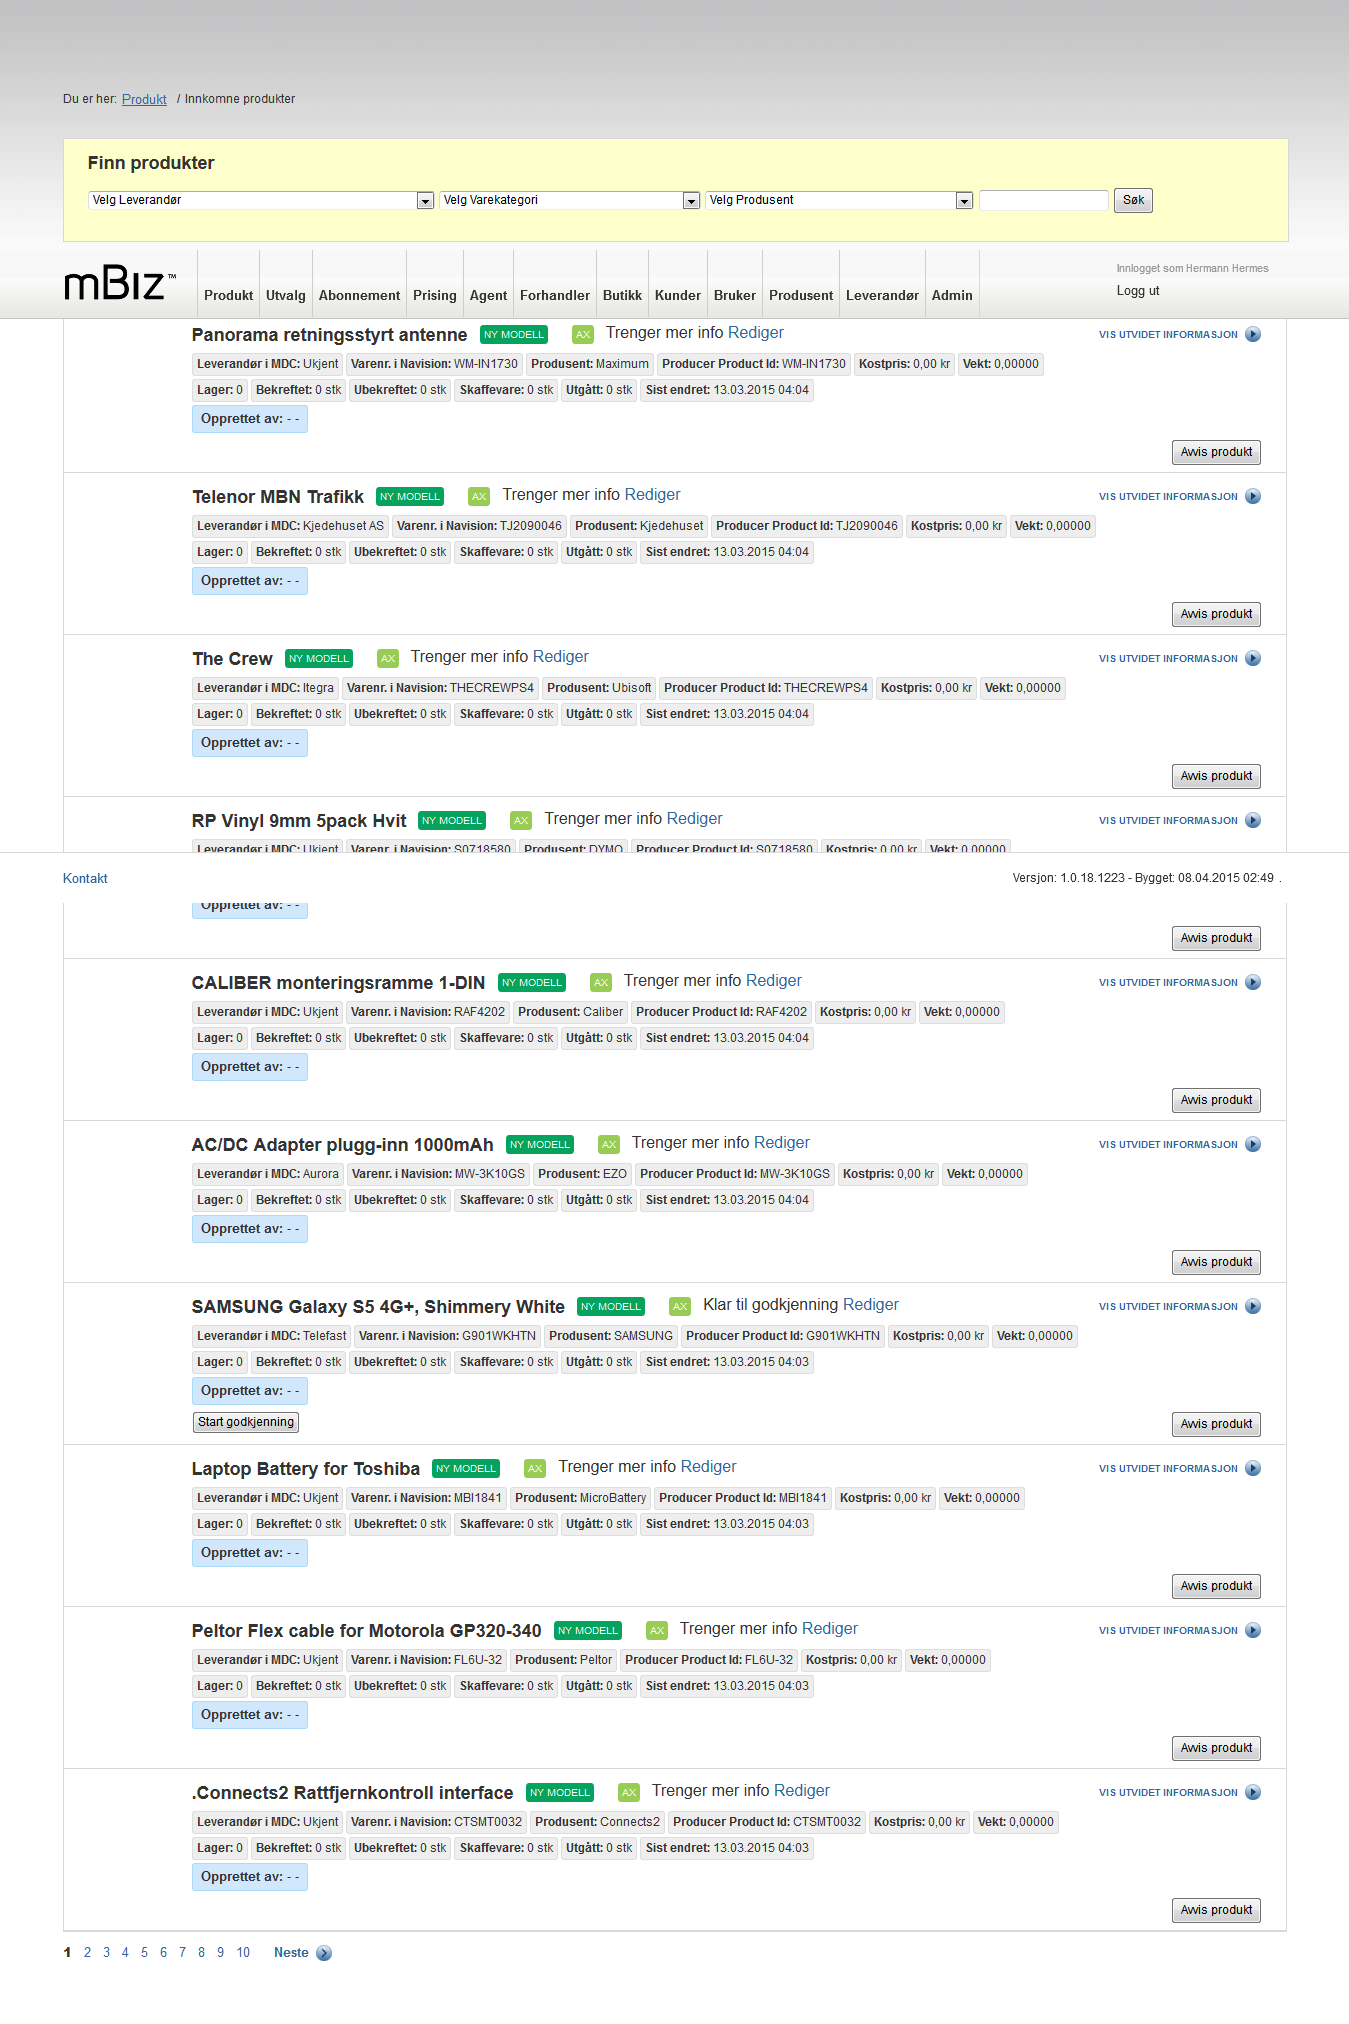 Du er her: Produkt / Innkomne produkter
Finn produkter
Velg Leverandør Velg Varekategori Velg Produsent Søk
mBiz™ Produkt Utvalg Abonnement Prising Agent Forhandler Butikk Kunder Bruker Produsent Leverandør Admin
Innlogget som Hermann Hermes
Logg ut
Panorama retningsstyrt antenne NY MODELL AX Trenger mer info Rediger VIS UTVIDET INFORMASJON
Leverandør i MDC: Ukjent Varenr. i Navision: WM-IN1730 Produsent: Maximum Producer Product Id: WM-IN1730 Kostpris: 0,00 kr Vekt: 0,00000
Lager: 0 Bekreftet: 0 stk Ubekreftet: 0 stk Skaffevare: 0 stk Utgått: 0 stk Sist endret: 13.03.2015 04:04
Opprettet av: - -
Avvis produkt
Telenor MBN Trafikk NY MODELL AX Trenger mer info Rediger VIS UTVIDET INFORMASJON
Leverandør i MDC: Kjedehuset AS Varenr. i Navision: TJ2090046 Produsent: Kjedehuset Producer Product Id: TJ2090046 Kostpris: 0,00 kr Vekt: 0,00000
Lager: 0 Bekreftet: 0 stk Ubekreftet: 0 stk Skaffevare: 0 stk Utgått: 0 stk Sist endret: 13.03.2015 04:04
Opprettet av: - -
Avvis produkt
The Crew NY MODELL AX Trenger mer info Rediger VIS UTVIDET INFORMASJON
Leverandør i MDC: Itegra Varenr. i Navision: THECREWPS4 Produsent: Ubisoft Producer Product Id: THECREWPS4 Kostpris: 0,00 kr Vekt: 0,00000
Lager: 0 Bekreftet: 0 stk Ubekreftet: 0 stk Skaffevare: 0 stk Utgått: 0 stk Sist endret: 13.03.2015 04:04
Opprettet av: - -
Avvis produkt
RP Vinyl 9mm 5pack Hvit NY MODELL AX Trenger mer info Rediger VIS UTVIDET INFORMASJON
Leverandør i MDC: Ukjent Varenr. i Navision: S0718580 Produsent: DYMO Producer Product Id: S0718580 Kostpris: 0,00 kr Vekt: 0,00000
Kontakt Versjon: 1.0.18.1223 - Bygget: 08.04.2015 02:49 .
Opprettet av: - -
Avvis produkt
CALIBER monteringsramme 1-DIN NY MODELL AX Trenger mer info Rediger VIS UTVIDET INFORMASJON
Leverandør i MDC: Ukjent Varenr. i Navision: RAF4202 Produsent: Caliber Producer Product Id: RAF4202 Kostpris: 0,00 kr Vekt: 0,00000
Lager: 0 Bekreftet: 0 stk Ubekreftet: 0 stk Skaffevare: 0 stk Utgått: 0 stk Sist endret: 13.03.2015 04:04
Opprettet av: - -
Avvis produkt
AC/DC Adapter plugg-inn 1000mAh NY MODELL AX Trenger mer info Rediger VIS UTVIDET INFORMASJON
Leverandør i MDC: Aurora Varenr. i Navision: MW-3K10GS Produsent: EZO Producer Product Id: MW-3K10GS Kostpris: 0,00 kr Vekt: 0,00000
Lager: 0 Bekreftet: 0 stk Ubekreftet: 0 stk Skaffevare: 0 stk Utgått: 0 stk Sist endret: 13.03.2015 04:04
Opprettet av: - -
Avvis produkt
SAMSUNG Galaxy S5 4G+, Shimmery White NY MODELL AX Klar til godkjenning Rediger VIS UTVIDET INFORMASJON
Leverandør i MDC: Telefast Varenr. i Navision: G901WKHTN Produsent: SAMSUNG Producer Product Id: G901WKHTN Kostpris: 0,00 kr Vekt: 0,00000
Lager: 0 Bekreftet: 0 stk Ubekreftet: 0 stk Skaffevare: 0 stk Utgått: 0 stk Sist endret: 13.03.2015 04:03
Opprettet av: - -
Start godkjenning Avvis produkt
Laptop Battery for Toshiba NY MODELL AX Trenger mer info Rediger VIS UTVIDET INFORMASJON
Leverandør i MDC: Ukjent Varenr. i Navision: MBI1841 Produsent: MicroBattery Producer Product Id: MBI1841 Kostpris: 0,00 kr Vekt: 0,00000
Lager: 0 Bekreftet: 0 stk Ubekreftet: 0 stk Skaffevare: 0 stk Utgått: 0 stk Sist endret: 13.03.2015 04:03
Opprettet av: - -
Avvis produkt
Peltor Flex cable for Motorola GP320-340 NY MODELL AX Trenger mer info Rediger VIS UTVIDET INFORMASJON
Leverandør i MDC: Ukjent Varenr. i Navision: FL6U-32 Produsent: Peltor Producer Product Id: FL6U-32 Kostpris: 0,00 kr Vekt: 0,00000
Lager: 0 Bekreftet: 0 stk Ubekreftet: 0 stk Skaffevare: 0 stk Utgått: 0 stk Sist endret: 13.03.2015 04:03
Opprettet av: - -
Avvis produkt
.Connects2 Rattfjernkontroll interface NY MODELL AX Trenger mer info Rediger VIS UTVIDET INFORMASJON
Leverandør i MDC: Ukjent Varenr. i Navision: CTSMT0032 Produsent: Connects2 Producer Product Id: CTSMT0032 Kostpris: 0,00 kr Vekt: 0,00000
Lager: 0 Bekreftet: 0 stk Ubekreftet: 0 stk Skaffevare: 0 stk Utgått: 0 stk Sist endret: 13.03.2015 04:03
Opprettet av: - -
Avvis produkt
1 2 3 4 5 6 7 8 9 10 Neste